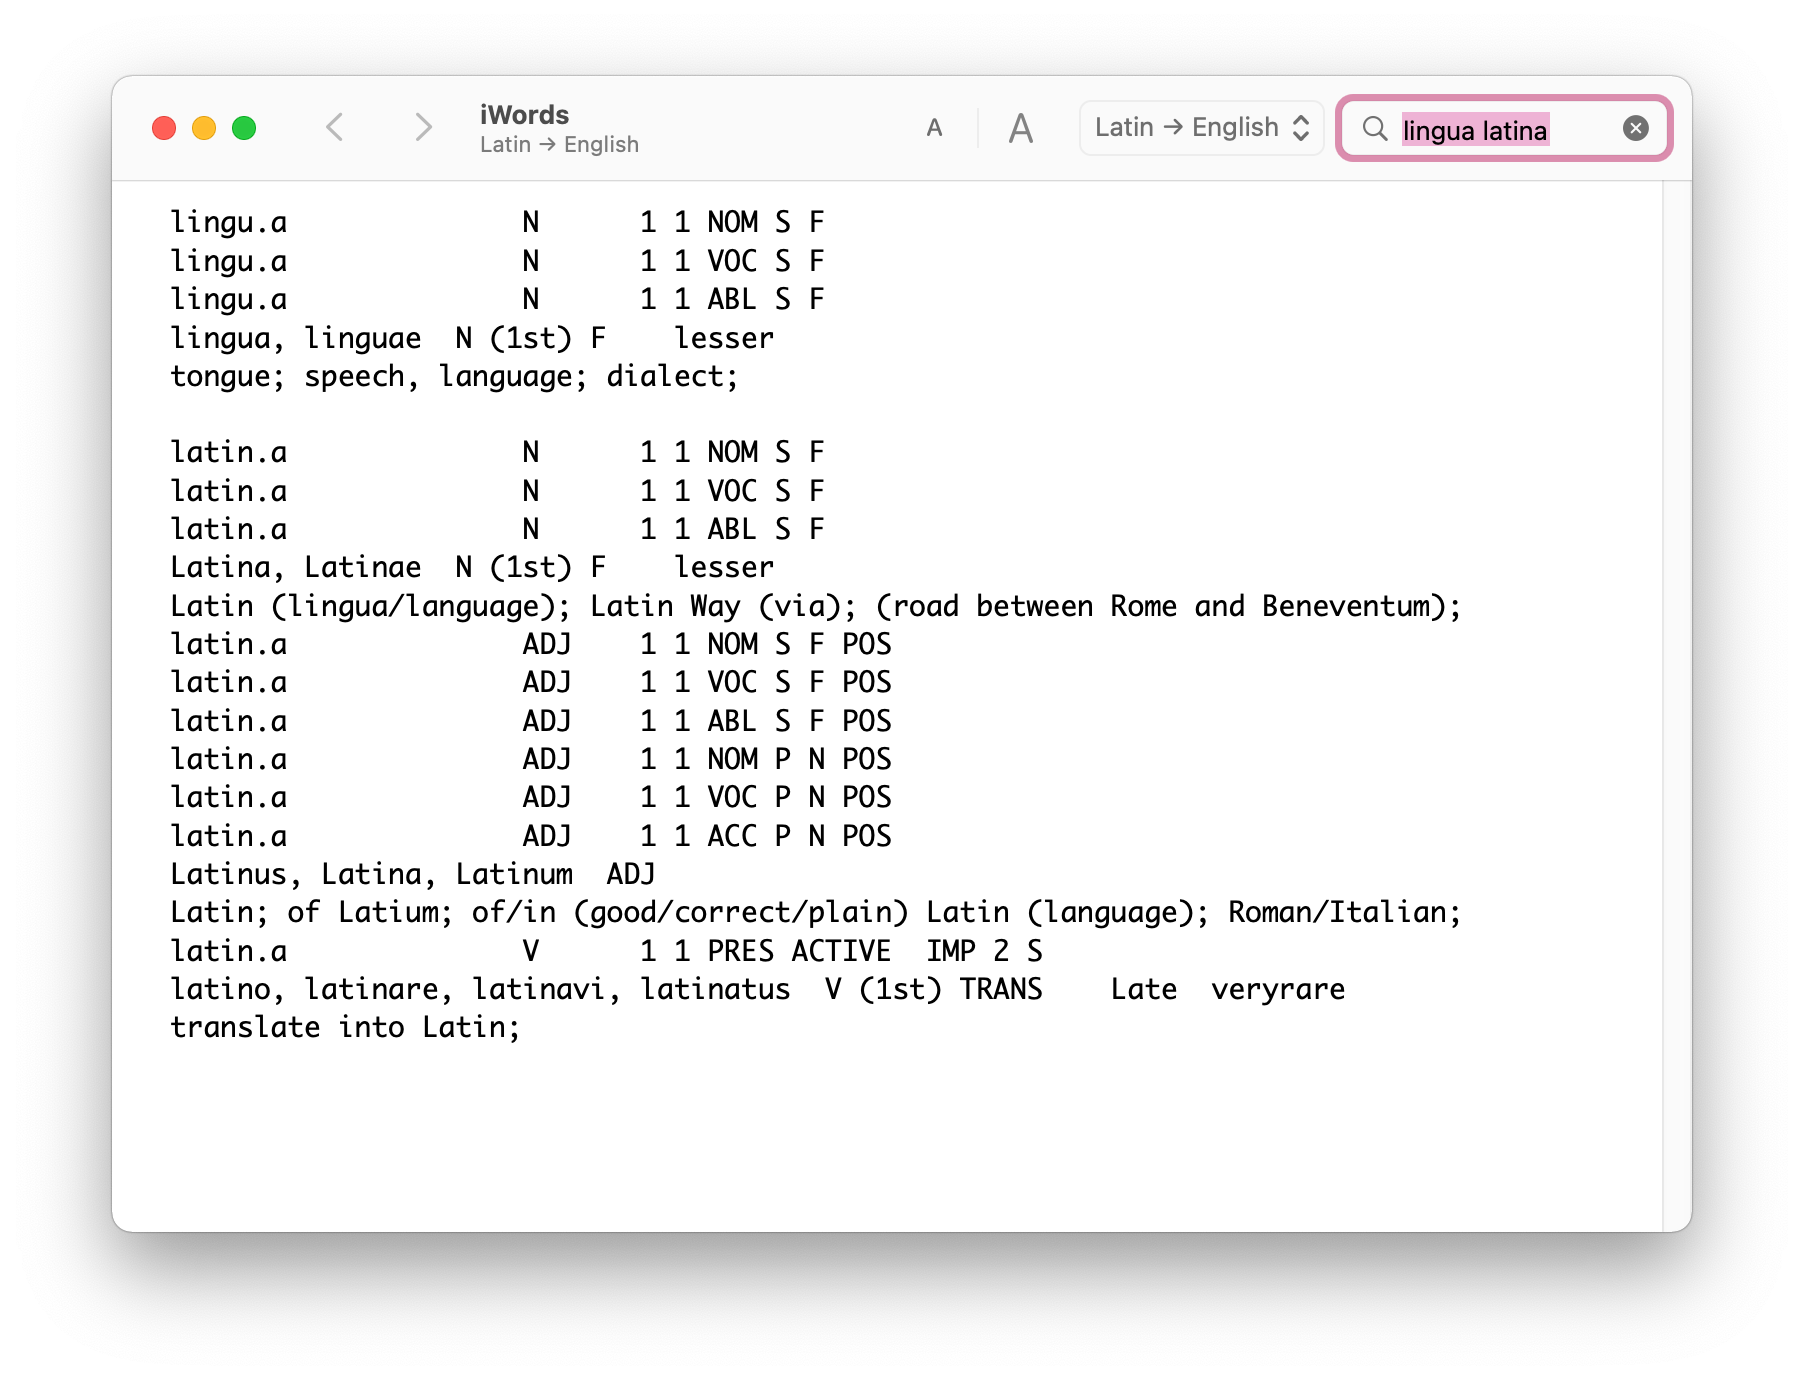 iWords
Latin → English
A A Latin → English lingua latina
lingu.a              N      1 1 NOM S F
lingu.a              N      1 1 VOC S F
lingu.a              N      1 1 ABL S F
lingua, linguae  N (1st) F    lesser
tongue; speech, language; dialect;

latin.a              N      1 1 NOM S F
latin.a              N      1 1 VOC S F
latin.a              N      1 1 ABL S F
Latina, Latinae  N (1st) F    lesser
Latin (lingua/language); Latin Way (via); (road between Rome and Beneventum);
latin.a              ADJ    1 1 NOM S F POS
latin.a              ADJ    1 1 VOC S F POS
latin.a              ADJ    1 1 ABL S F POS
latin.a              ADJ    1 1 NOM P N POS
latin.a              ADJ    1 1 VOC P N POS
latin.a              ADJ    1 1 ACC P N POS
Latinus, Latina, Latinum  ADJ
Latin; of Latium; of/in (good/correct/plain) Latin (language); Roman/Italian;
latin.a              V      1 1 PRES ACTIVE  IMP 2 S
latino, latinare, latinavi, latinatus  V (1st) TRANS    Late  veryrare
translate into Latin;